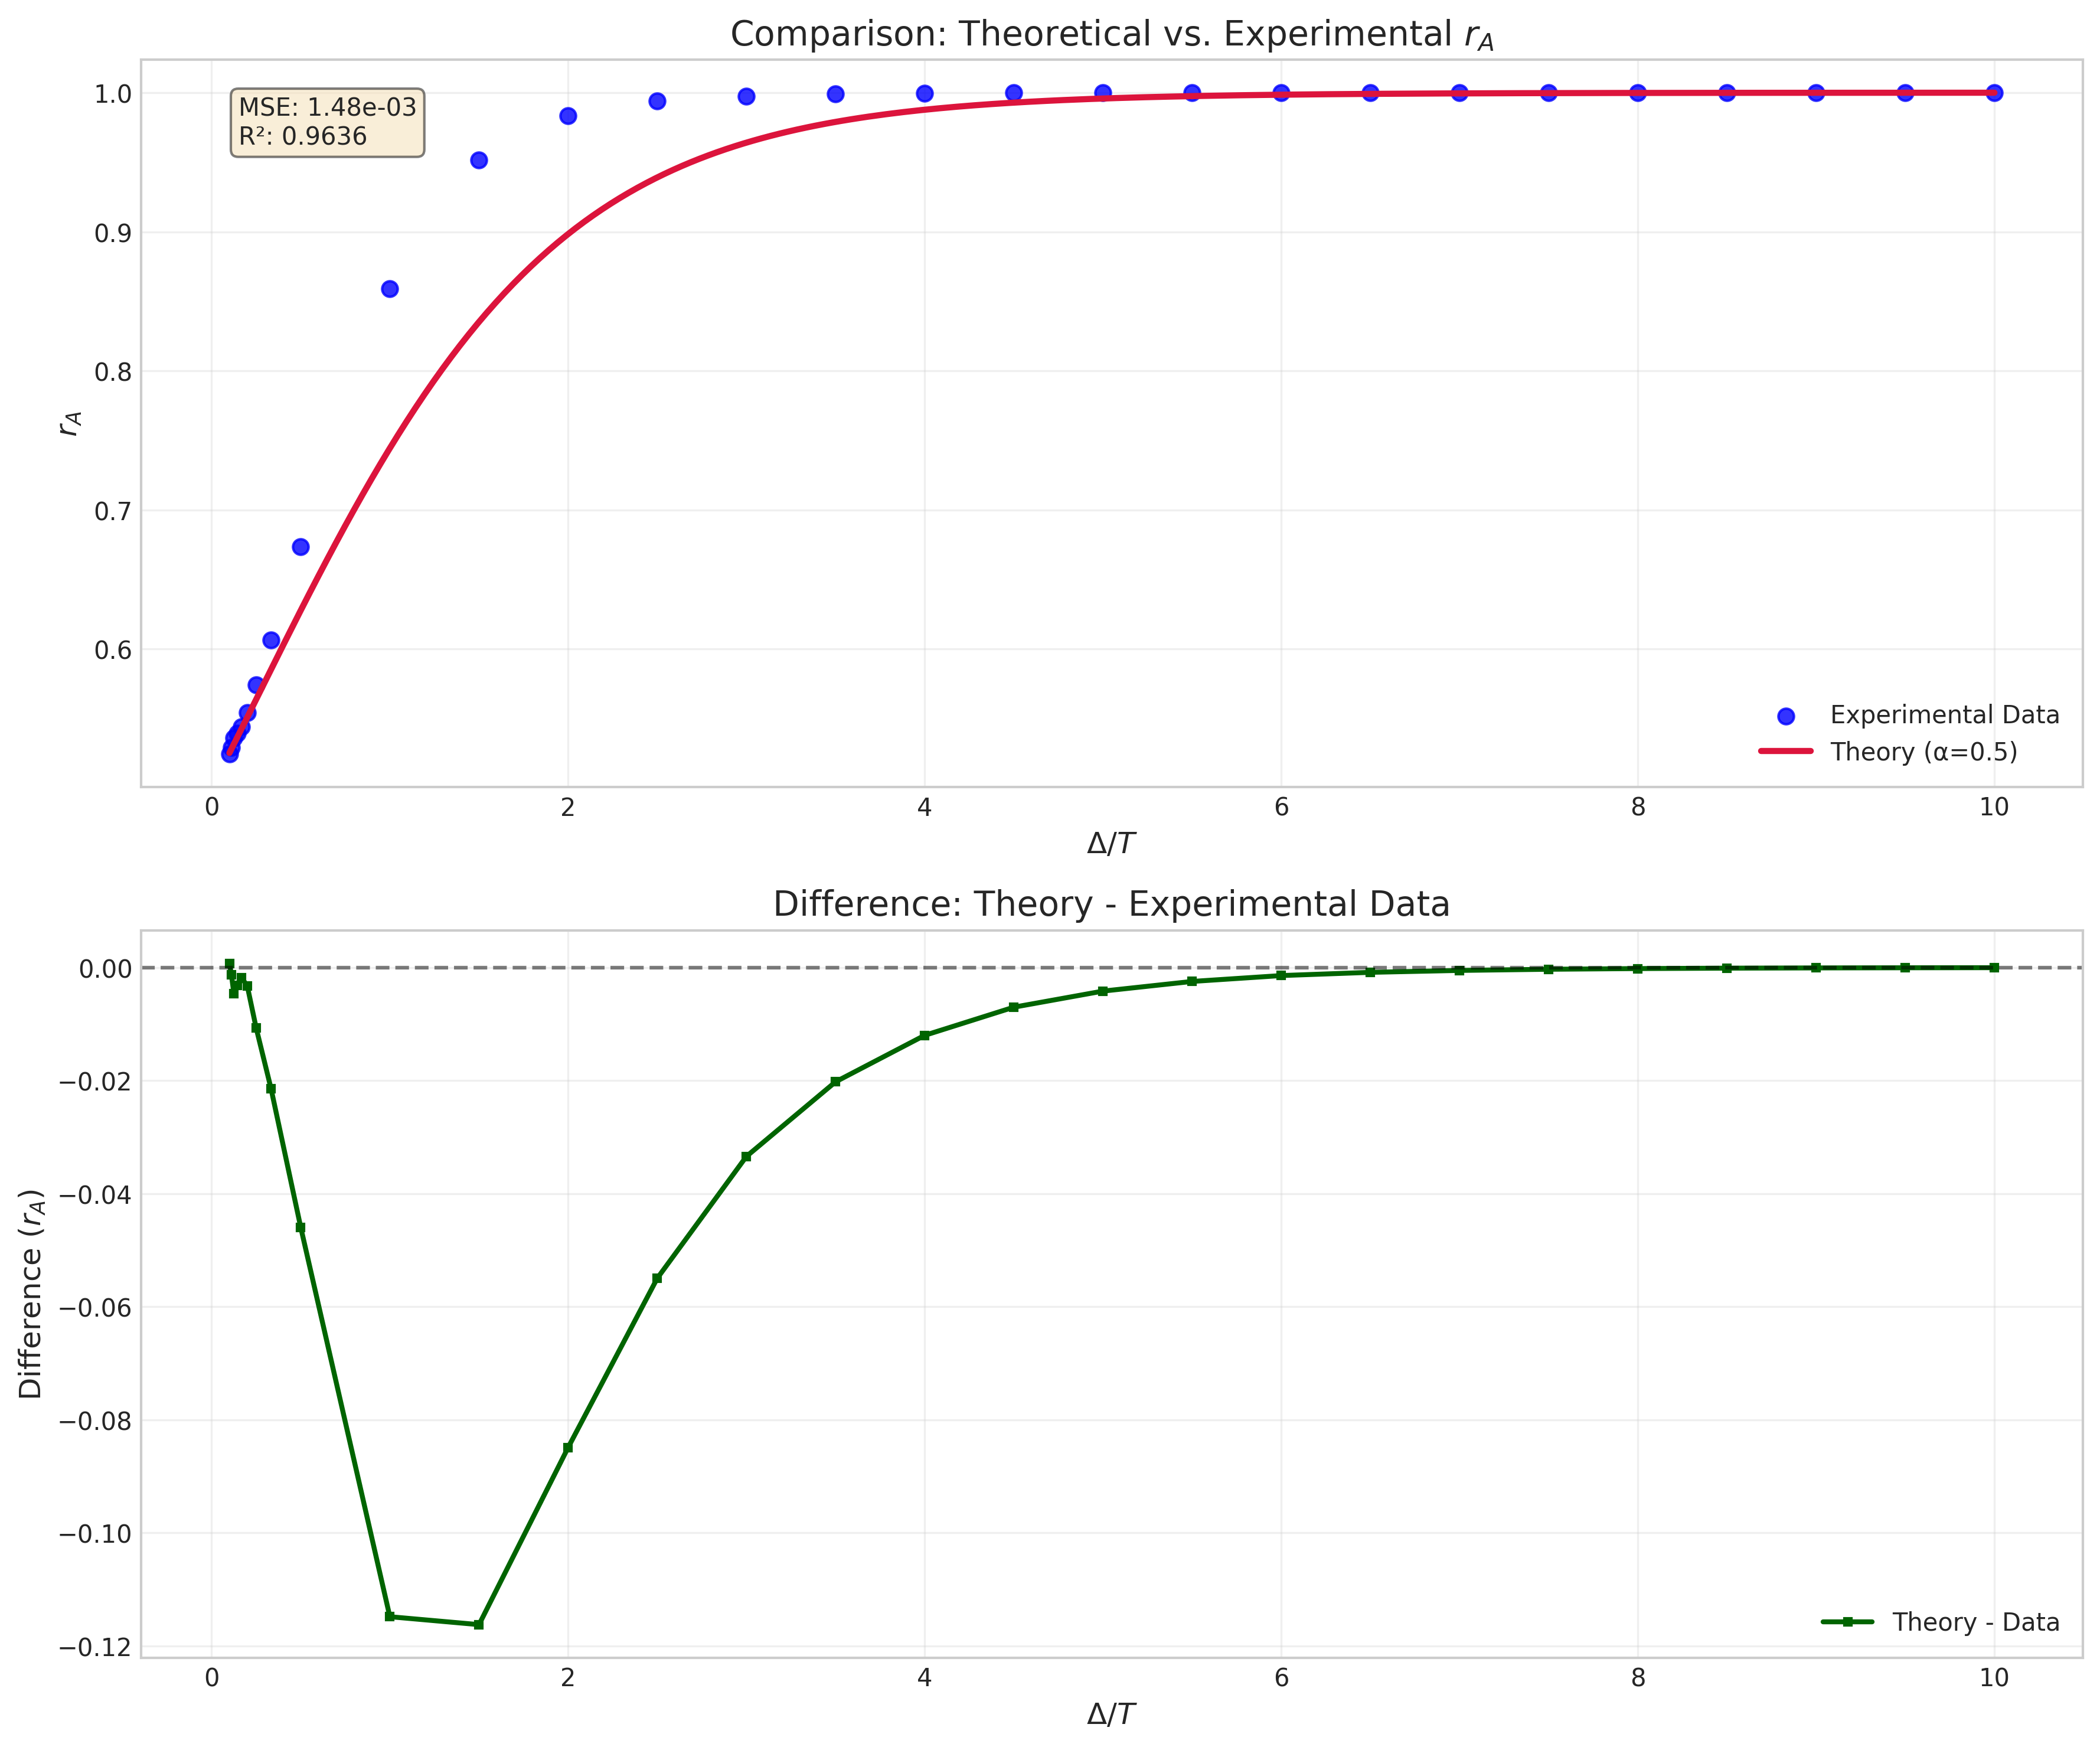 Comparison: Theoretical vs. Experimental r_A
MSE: 1.48e-03
R²: 0.9636
1.0
0.9
0.8
0.7
0.6
r_A
Experimental Data
Theory (α=0.5)
0 2 4 6 8 10
Δ/T
Difference: Theory - Experimental Data
0.00
−0.02
−0.04
−0.06
−0.08
−0.10
−0.12
Difference (r_A)
Theory - Data
0 2 4 6 8 10
Δ/T